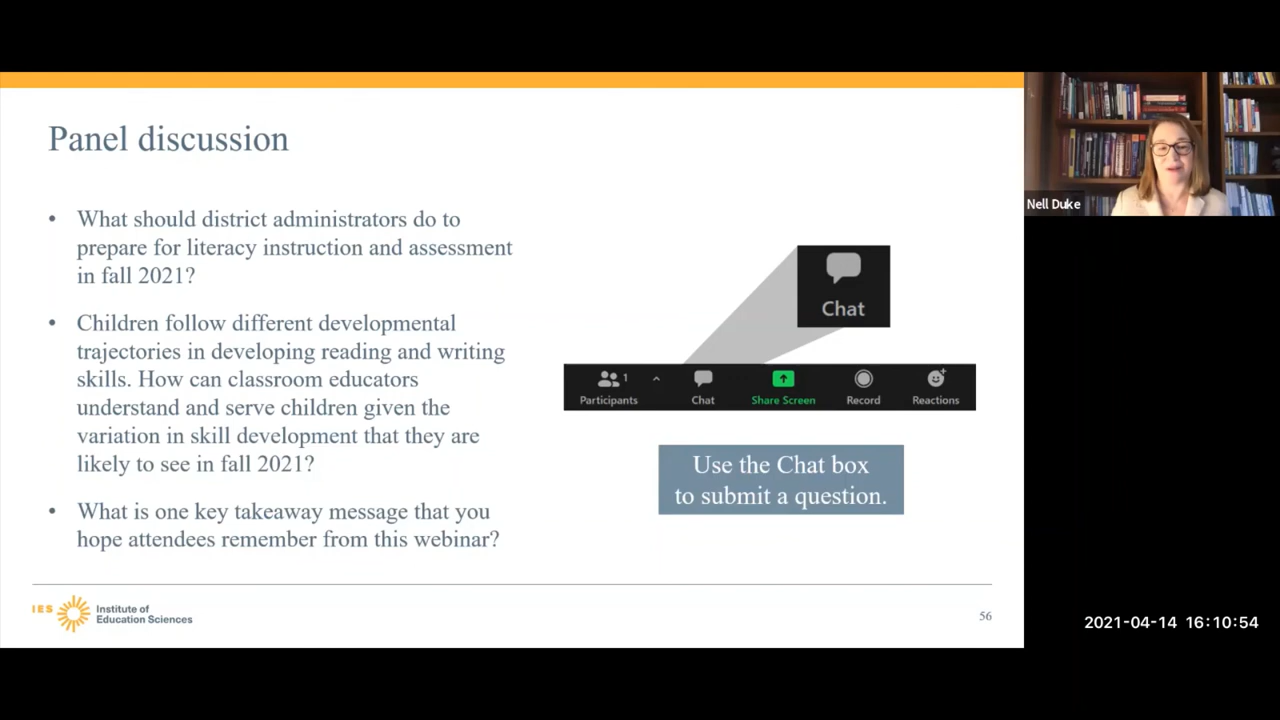 Panel discussion
• What should district administrators do to
prepare for literacy instruction and assessment
in fall 2021?
• Children follow different developmental
trajectories in developing reading and writing
skills. How can classroom educators
understand and serve children given the
variation in skill development that they are
likely to see in fall 2021?
• What is one key takeaway message that you
hope attendees remember from this webinar?
Chat
Participants 1
Chat
Share Screen
Record
Reactions
Use the Chat box
to submit a question.
IES
Institute of
Education Sciences
56
Nell Duke
2021-04-14 16:10:54